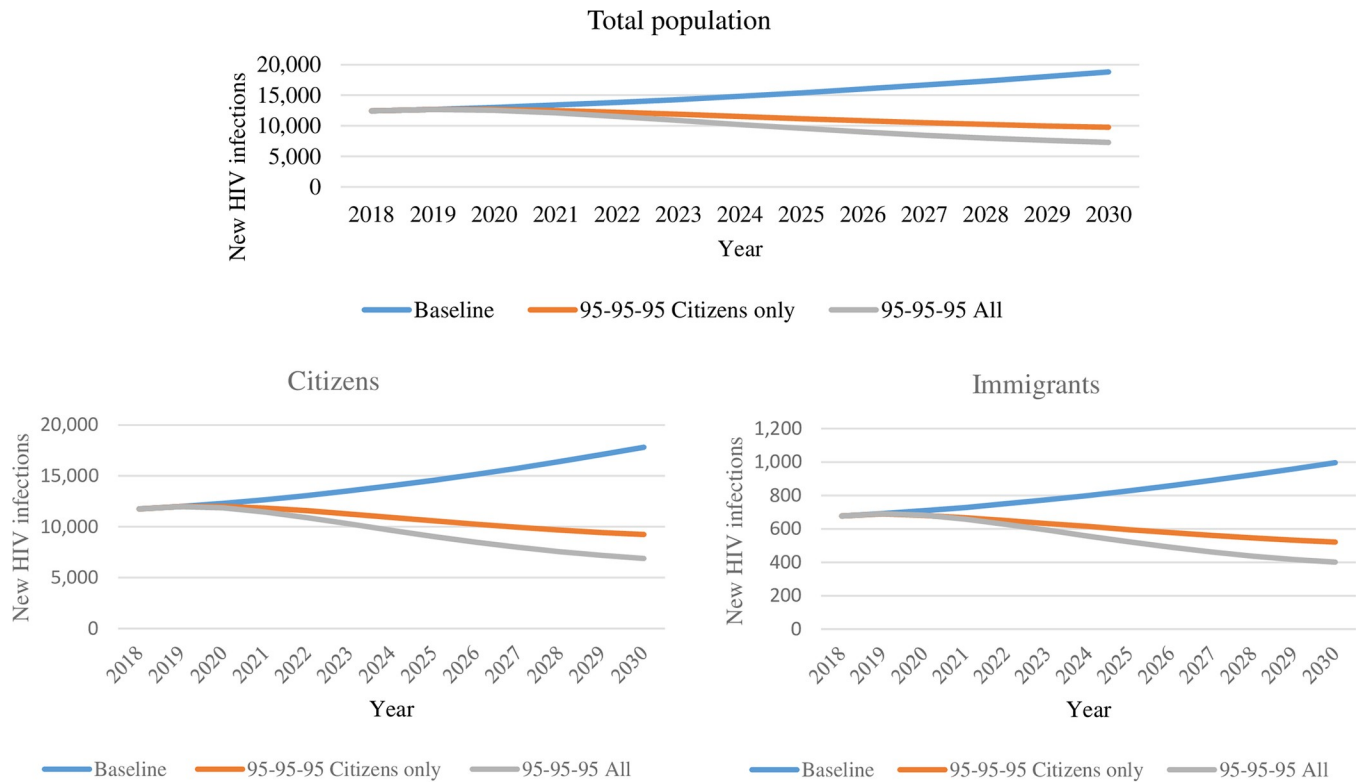 Total population
New HIV infections
20,000
15,000
10,000
5,000
0
2018 2019 2020 2021 2022 2023 2024 2025 2026 2027 2028 2029 2030
Year
Baseline 95-95-95 Citizens only 95-95-95 All
Citizens
New HIV infections
20,000
15,000
10,000
5,000
0
2018 2019 2020 2021 2022 2023 2024 2025 2026 2027 2028 2029 2030
Year
Baseline 95-95-95 Citizens only 95-95-95 All
Immigrants
New HIV infections
1,200
1,000
800
600
400
200
0
2018 2019 2020 2021 2022 2023 2024 2025 2026 2027 2028 2029 2030
Year
Baseline 95-95-95 Citizens only 95-95-95 All